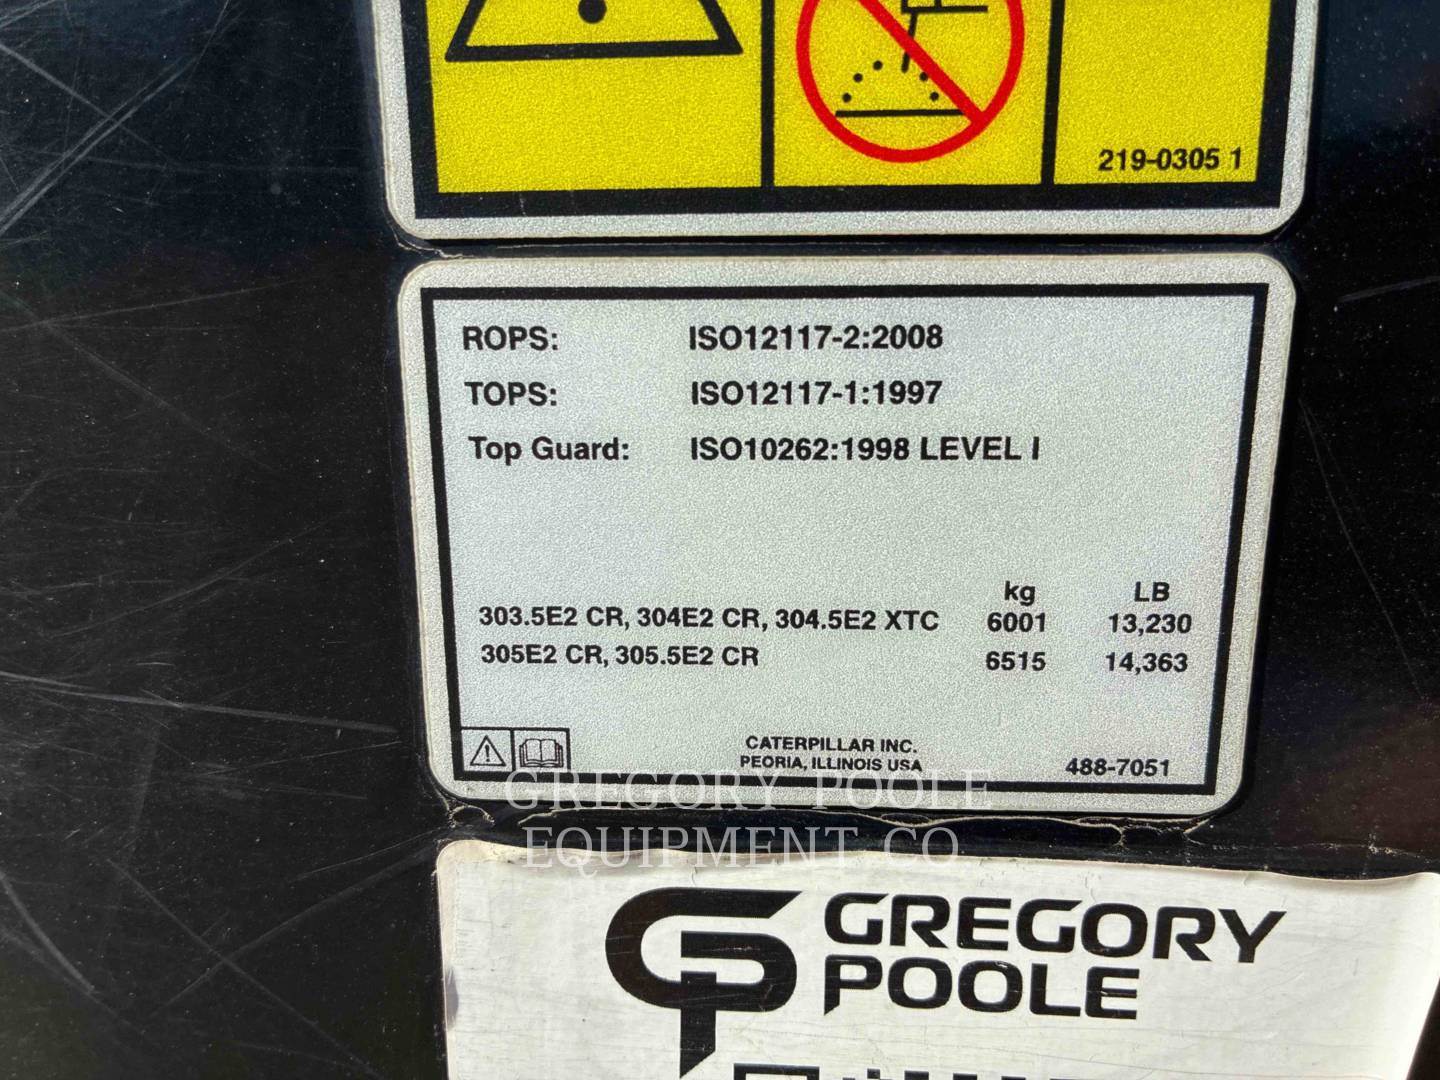 219-0305 1
ROPS: ISO12117-2:2008
TOPS: ISO12117-1:1997
Top Guard: ISO10262:1998 LEVEL I
kg LB
303.5E2 CR, 304E2 CR, 304.5E2 XTC 6001 13,230
305E2 CR, 305.5E2 CR 6515 14,363
CATERPILLAR INC.
PEORIA, ILLINOIS USA
488-7051
GREGORY POOLE
EQUIPMENT CO
GP GREGORY
POOLE